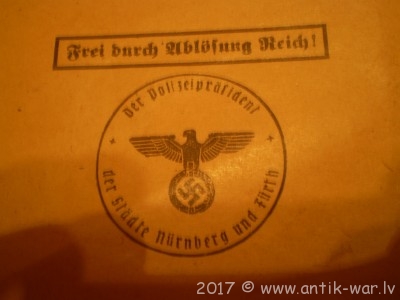 Frei durch Ablösung Reich!
Der Polizeipräsident
der Städte Nürnberg und Fürth
2017 © www.antik-war.lv